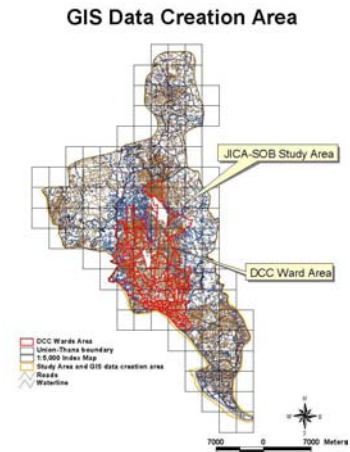 GIS Data Creation Area
JICA-SOB Study Area
DCC Ward Area
DCC Wards Area
Union-Thana boundary
1:5,000 Index Map
Study Area and GIS data creation area
Roads
Waterline
N
W
E
S
7000 0 7000 Meters